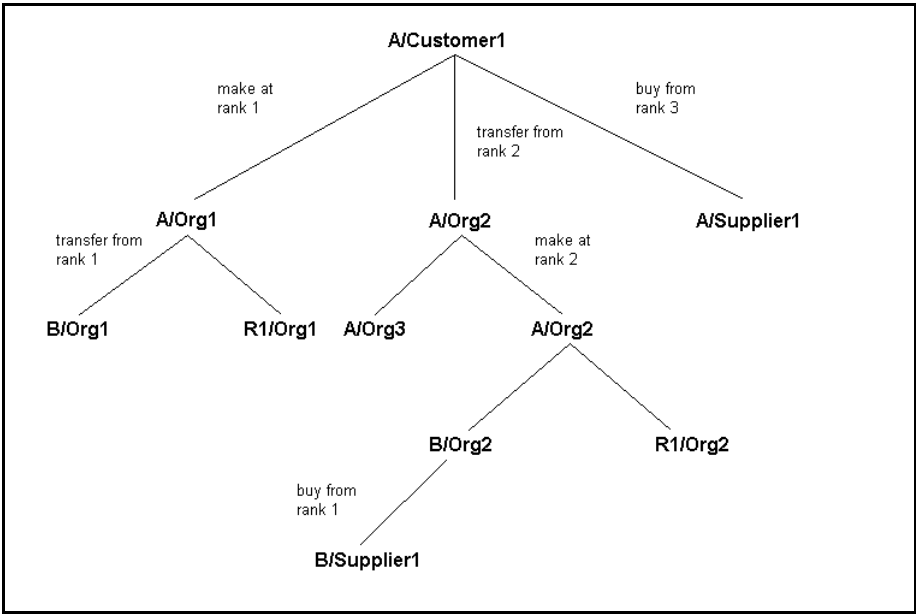 A/Customer1
make at
rank 1
buy from
rank 3
transfer from
rank 2
A/Org1
A/Org2
A/Supplier1
transfer from
rank 1
make at
rank 2
B/Org1
R1/Org1
A/Org3
A/Org2
B/Org2
R1/Org2
buy from
rank 1
B/Supplier1